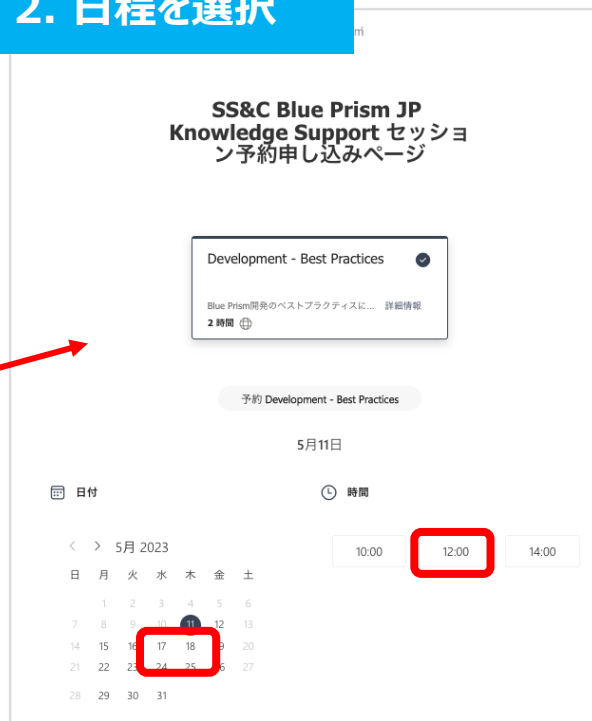 2. 日程を選択
SS&C Blue Prism JP
Knowledge Support セッショ
ン予約申し込みページ
Development - Best Practices
Blue Prism開発のベストプラクティスに... 詳細情報
2 時間
予約 Development - Best Practices
5月11日
日付
時間
5月 2023
10:00 12:00 14:00
日 月 火 水 木 金 土
1 2 3 4 5 6
7 8 9 10 11 12 13
14 15 16 17 18 19 20
21 22 23 24 25 26 27
28 29 30 31